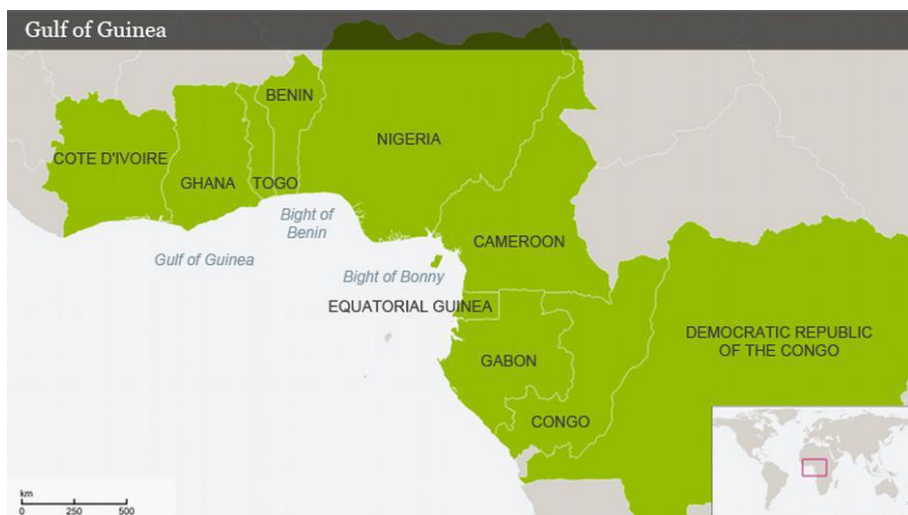 Gulf of Guinea
BENIN
NIGERIA
COTE D'IVOIRE
GHANA
TOGO
Bight of
Benin
CAMEROON
Gulf of Guinea
Bight of Bonny
EQUATORIAL GUINEA
DEMOCRATIC REPUBLIC
OF THE CONGO
GABON
CONGO
km
0 250 500